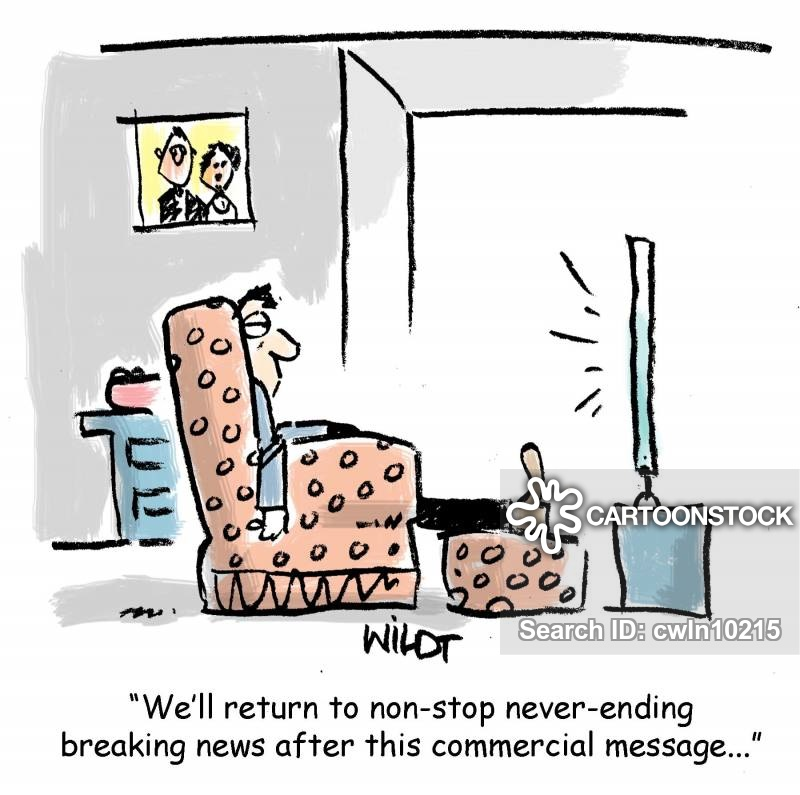 CARTOONSTOCK
Search ID: cwln10215
WILDT
“We’ll return to non-stop never-ending
breaking news after this commercial message...”